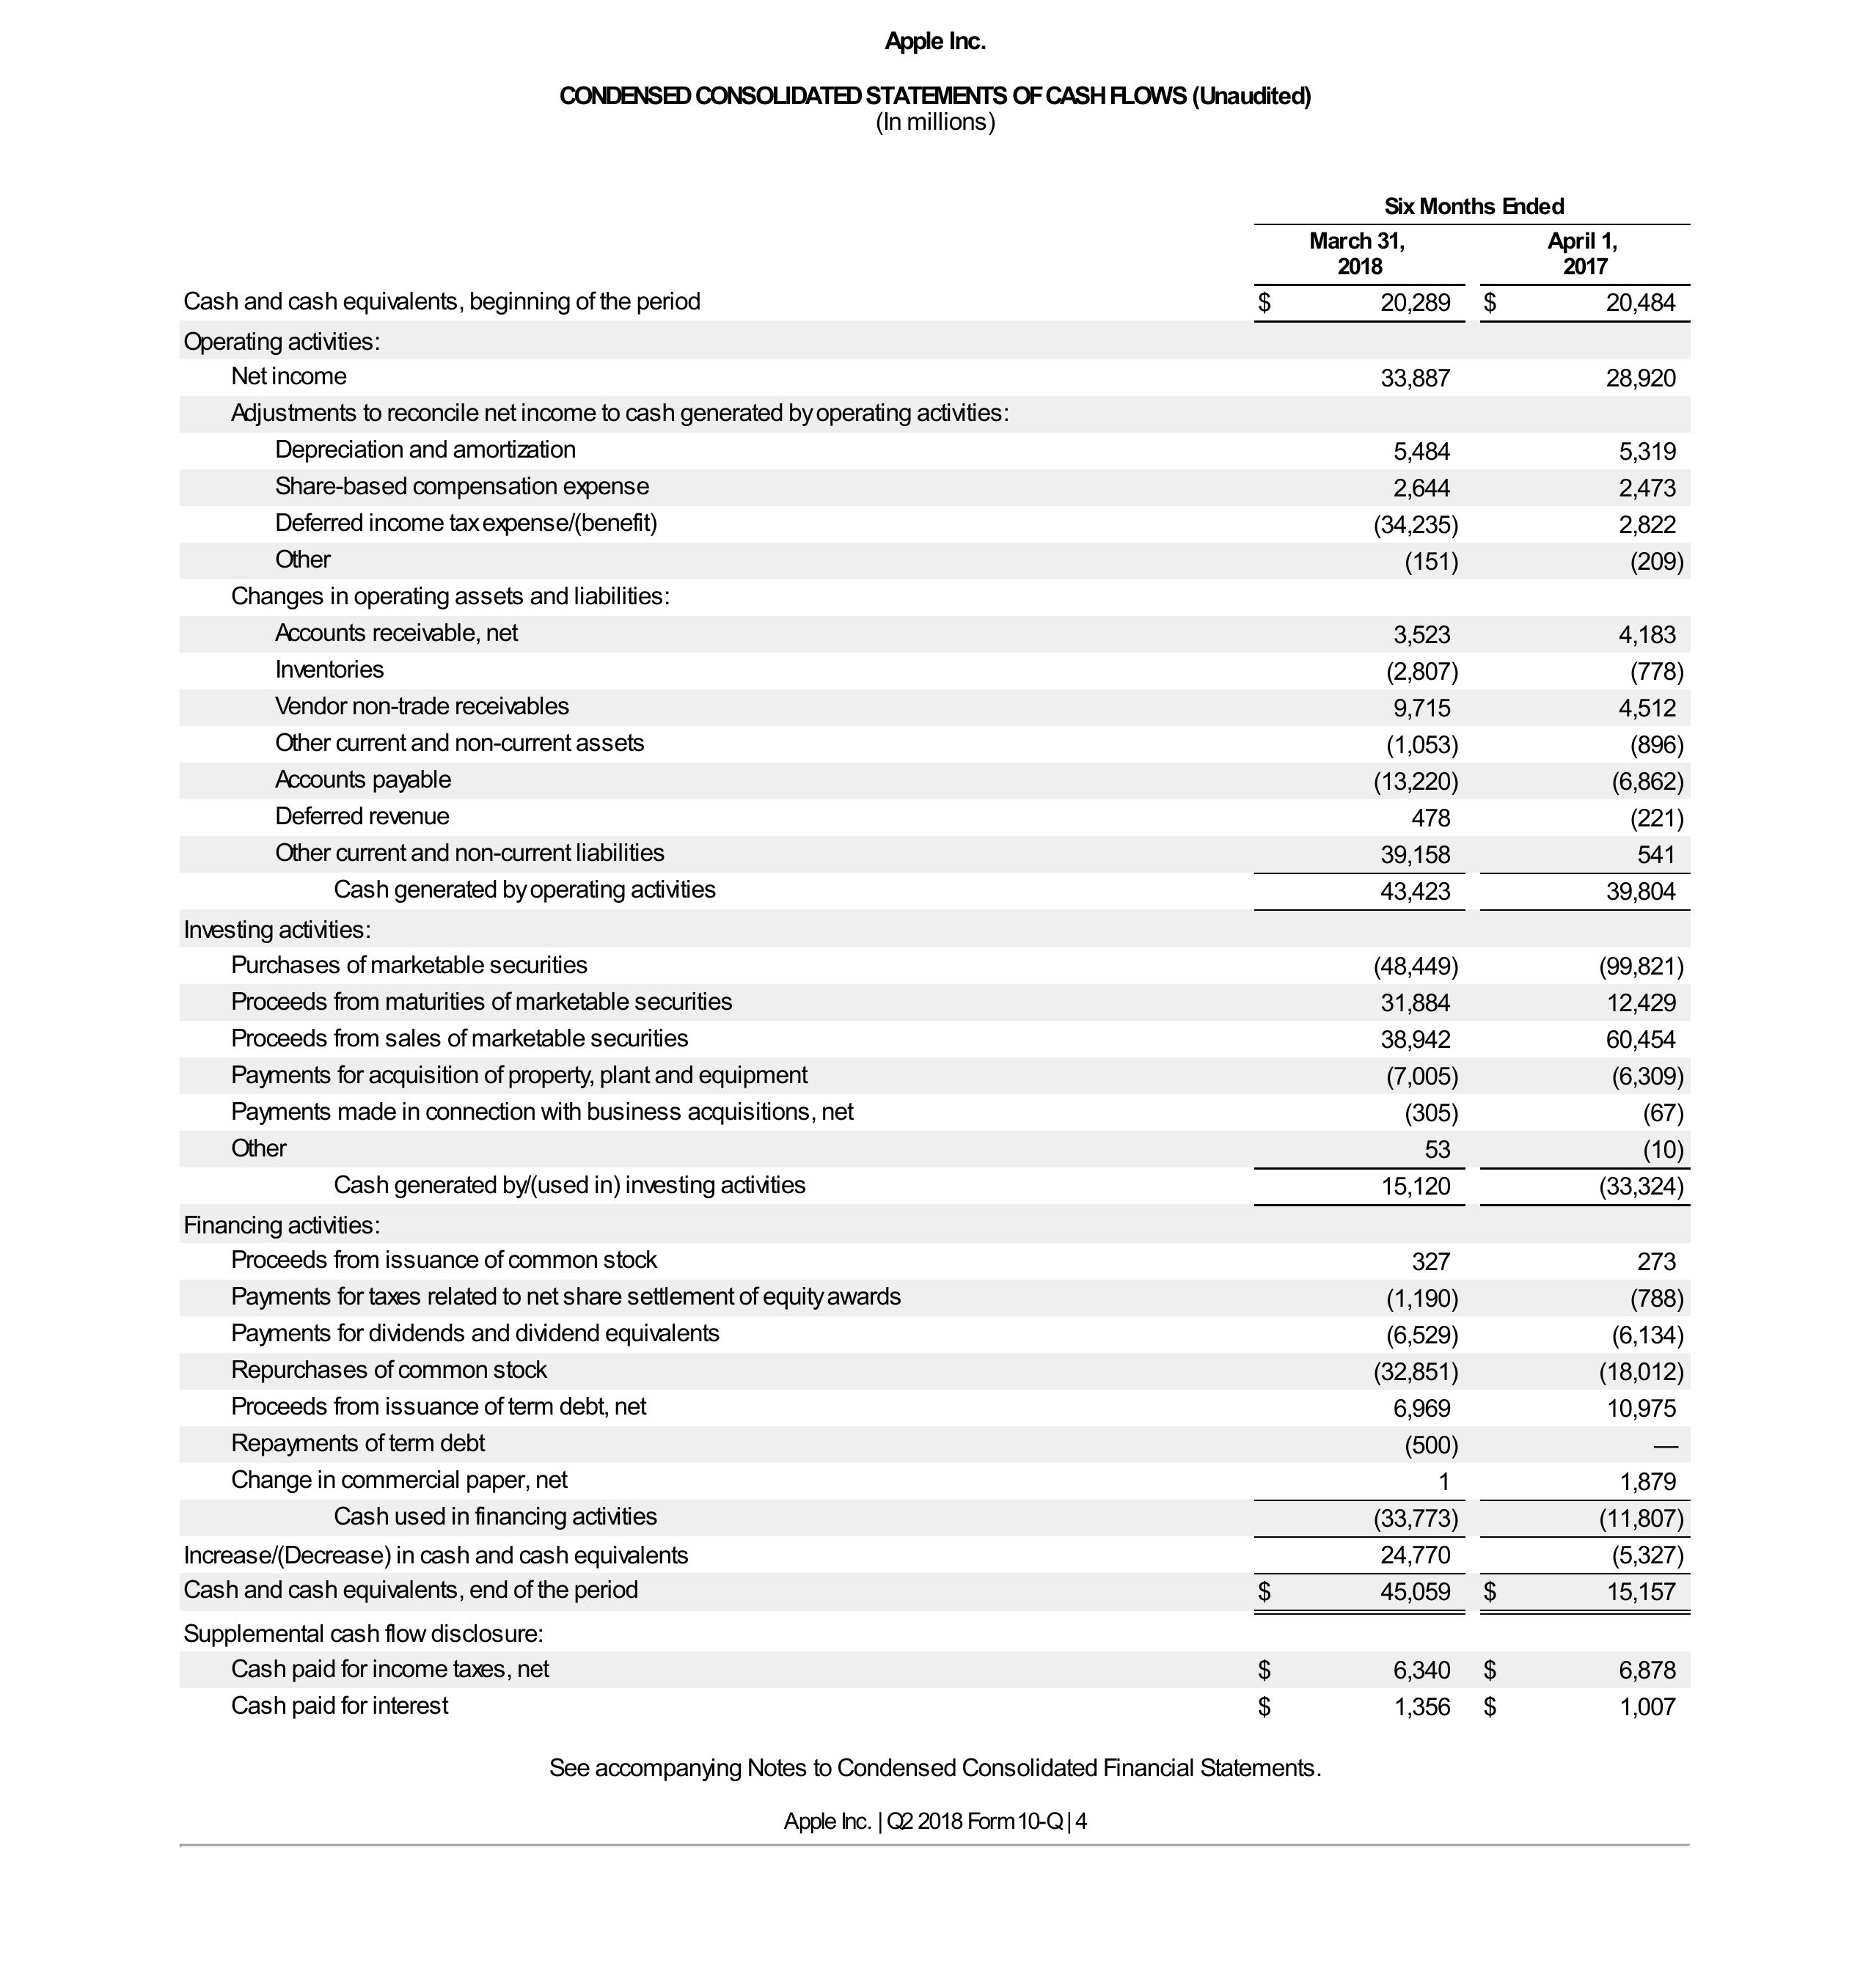 Apple Inc.
CONDENSED CONSOLIDATED STATEMENTS OF CASH FLOWS (Unaudited)
(In millions)
Six Months Ended
March 31, 2018 April 1, 2017
Cash and cash equivalents, beginning of the period $ 20,289 $ 20,484
Operating activities:
Net income 33,887 28,920
Adjustments to reconcile net income to cash generated by operating activities:
Depreciation and amortization 5,484 5,319
Share-based compensation expense 2,644 2,473
Deferred income tax expense/(benefit) (34,235) 2,822
Other (151) (209)
Changes in operating assets and liabilities:
Accounts receivable, net 3,523 4,183
Inventories (2,807) (778)
Vendor non-trade receivables 9,715 4,512
Other current and non-current assets (1,053) (896)
Accounts payable (13,220) (6,862)
Deferred revenue 478 (221)
Other current and non-current liabilities 39,158 541
Cash generated by operating activities 43,423 39,804
Investing activities:
Purchases of marketable securities (48,449) (99,821)
Proceeds from maturities of marketable securities 31,884 12,429
Proceeds from sales of marketable securities 38,942 60,454
Payments for acquisition of property, plant and equipment (7,005) (6,309)
Payments made in connection with business acquisitions, net (305) (67)
Other 53 (10)
Cash generated by/(used in) investing activities 15,120 (33,324)
Financing activities:
Proceeds from issuance of common stock 327 273
Payments for taxes related to net share settlement of equity awards (1,190) (788)
Payments for dividends and dividend equivalents (6,529) (6,134)
Repurchases of common stock (32,851) (18,012)
Proceeds from issuance of term debt, net 6,969 10,975
Repayments of term debt (500) —
Change in commercial paper, net 1 1,879
Cash used in financing activities (33,773) (11,807)
Increase/(Decrease) in cash and cash equivalents 24,770 (5,327)
Cash and cash equivalents, end of the period $ 45,059 $ 15,157
Supplemental cash flow disclosure:
Cash paid for income taxes, net $ 6,340 $ 6,878
Cash paid for interest $ 1,356 $ 1,007
See accompanying Notes to Condensed Consolidated Financial Statements.
Apple Inc. | Q2 2018 Form 10-Q | 4